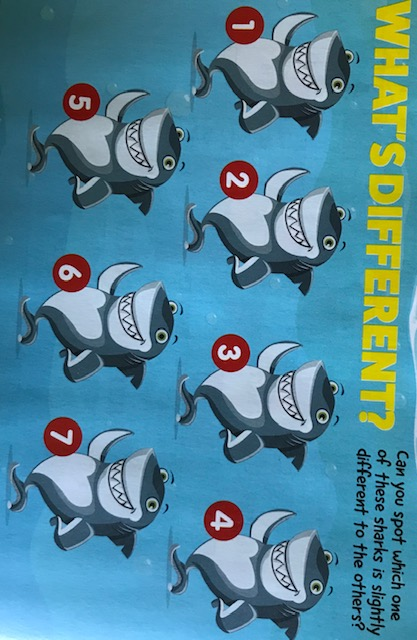 WHAT'S DIFFERENT?
Can you spot which one
of these sharks is slightly
different to the others?
1
2
3
4
5
6
7